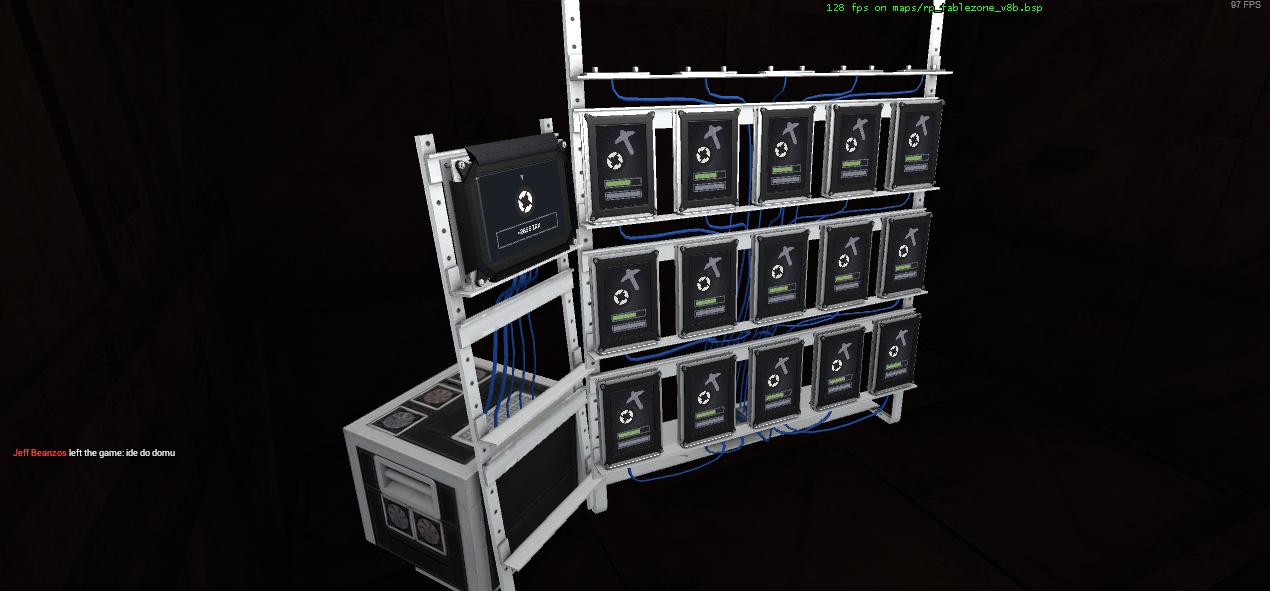 128 fps on maps/rp_fablezone_v8b.bsp
97 FPS
Jeff Beanzos left the game: ide do domu